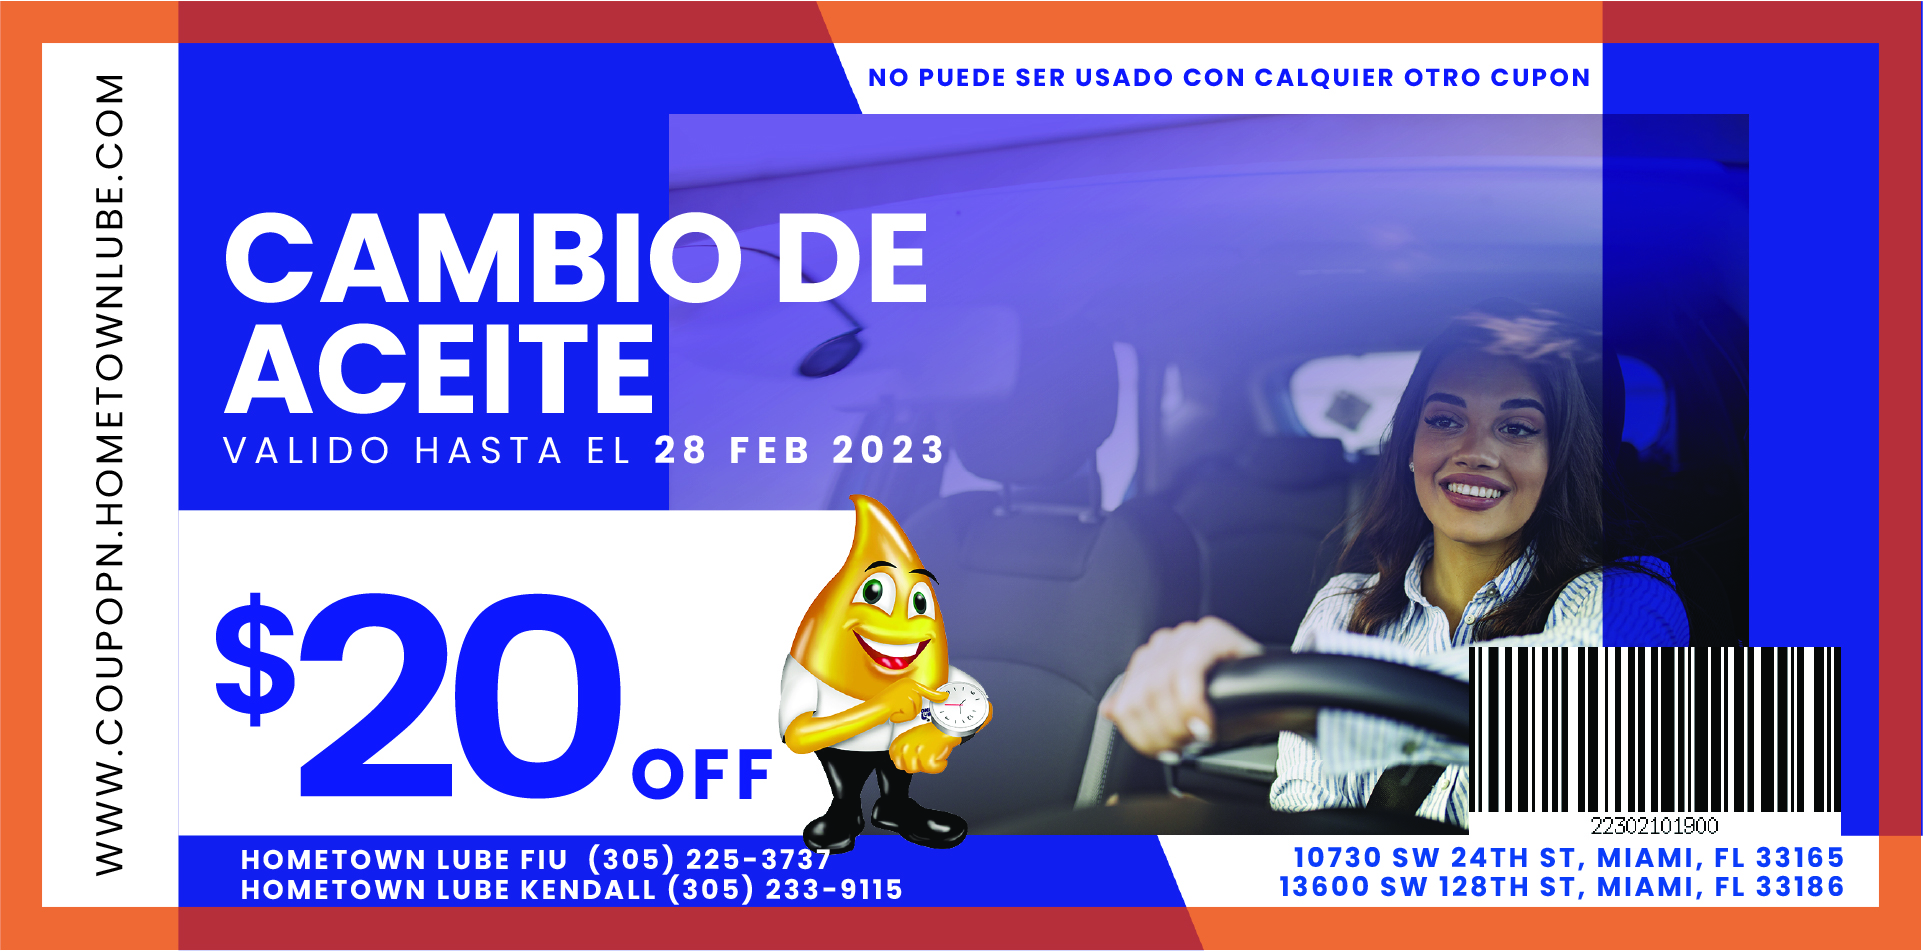 WWW.COUPOPN.HOMETOWNLUBE.COM
NO PUEDE SER USADO CON CALQUIER OTRO CUPON
CAMBIO DE
ACEITE
VALIDO HASTA EL 28 FEB 2023
$20 OFF
22302101900
HOMETOWN LUBE FIU (305) 225-3737
HOMETOWN LUBE KENDALL (305) 233-9115
10730 SW 24TH ST, MIAMI, FL 33165
13600 SW 128TH ST, MIAMI, FL 33186